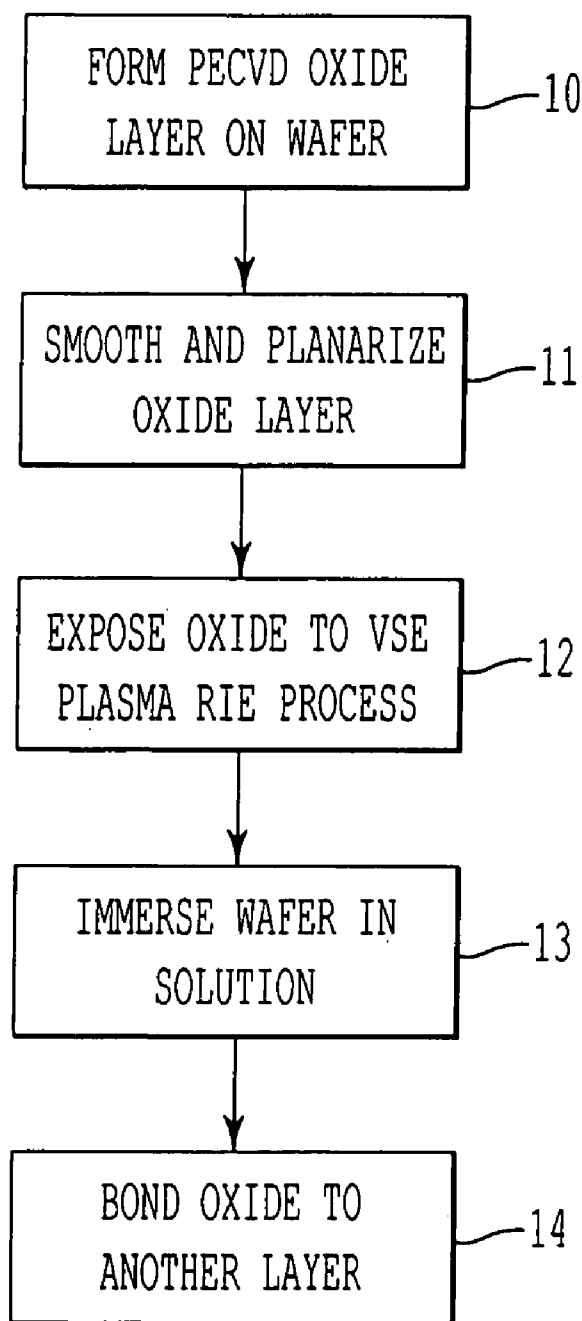 FORM PECVD OXIDE
LAYER ON WAFER
10
SMOOTH AND PLANARIZE
OXIDE LAYER
11
EXPOSE OXIDE TO VSE
PLASMA RIE PROCESS
12
IMMERSE WAFER IN
SOLUTION
13
BOND OXIDE TO
ANOTHER LAYER
14